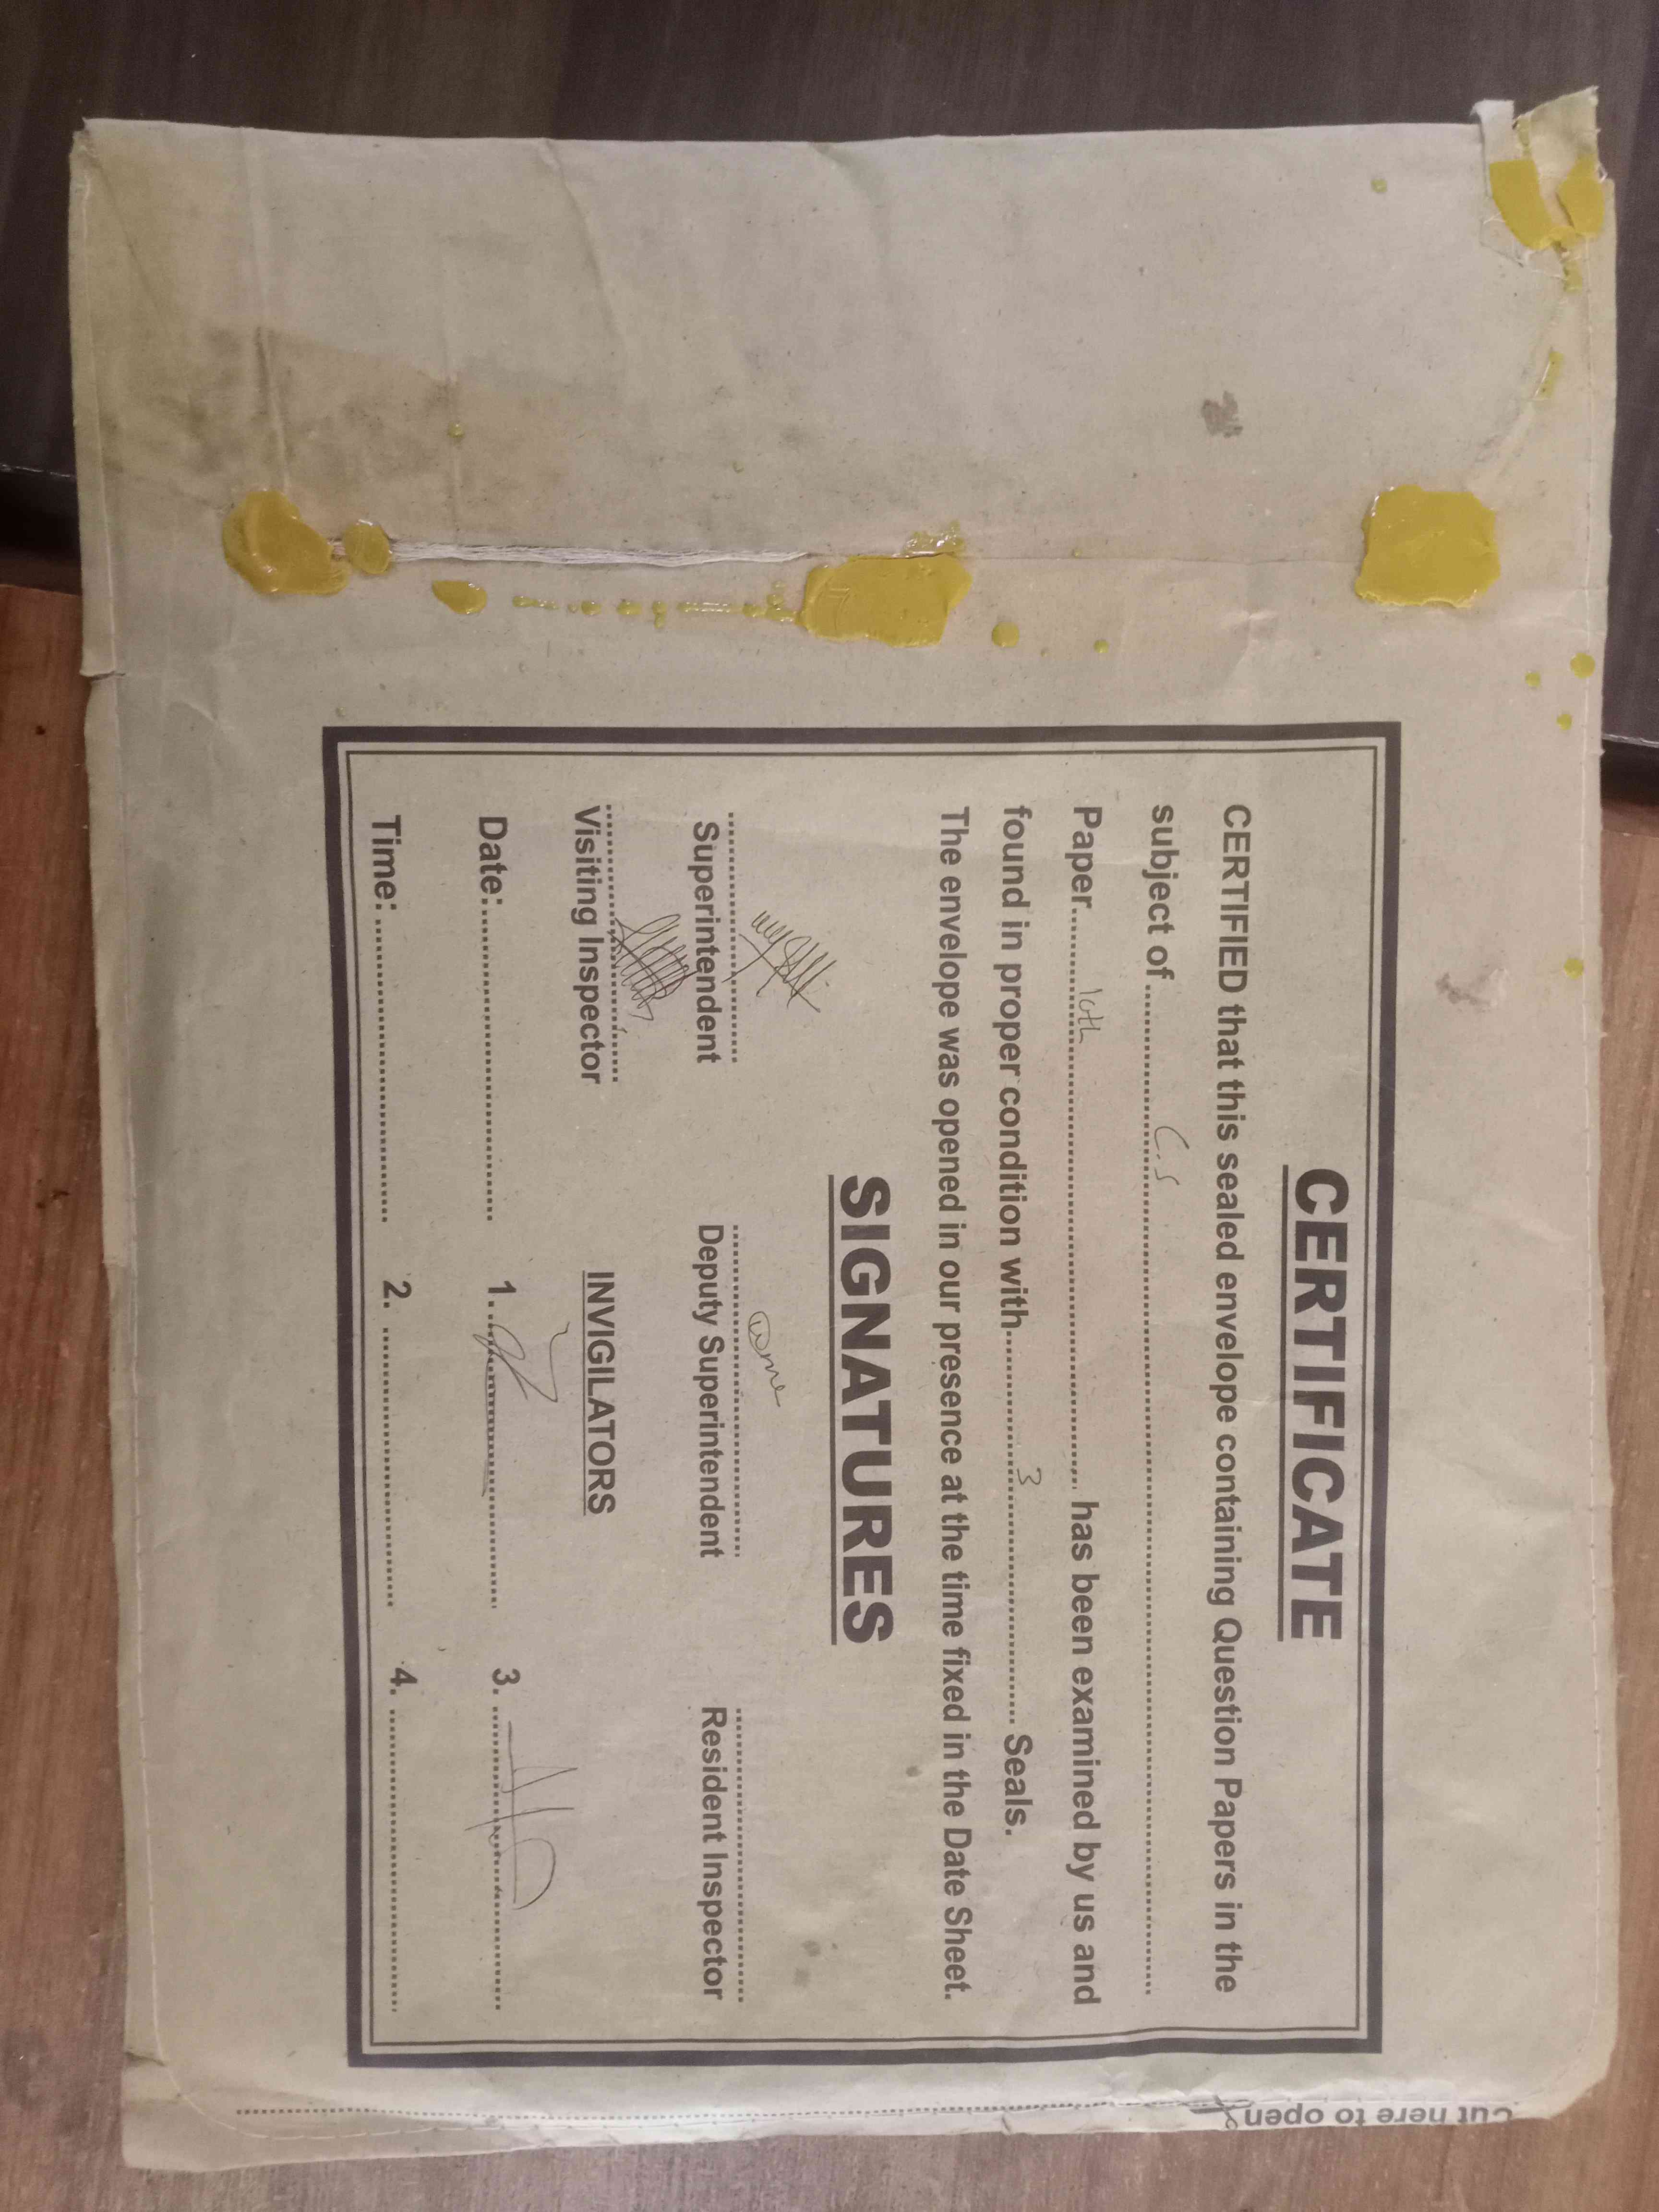 CERTIFICATE
CERTIFIED that this sealed envelope containing Question Papers in the
subject of .......... C.S ..........
Paper.......... 10th .......... has been examined by us and
found in proper condition with.......... 3 .......... Seals.
The envelope was opened in our presence at the time fixed in the Date Sheet.
SIGNATURES
Superintendent Deputy Superintendent Resident Inspector
Visiting Inspector INVIGILATORS
Date:.......... 1. .......... 3. ..........
Time: .......... 2. .......... 4. ..........
Cut here to open